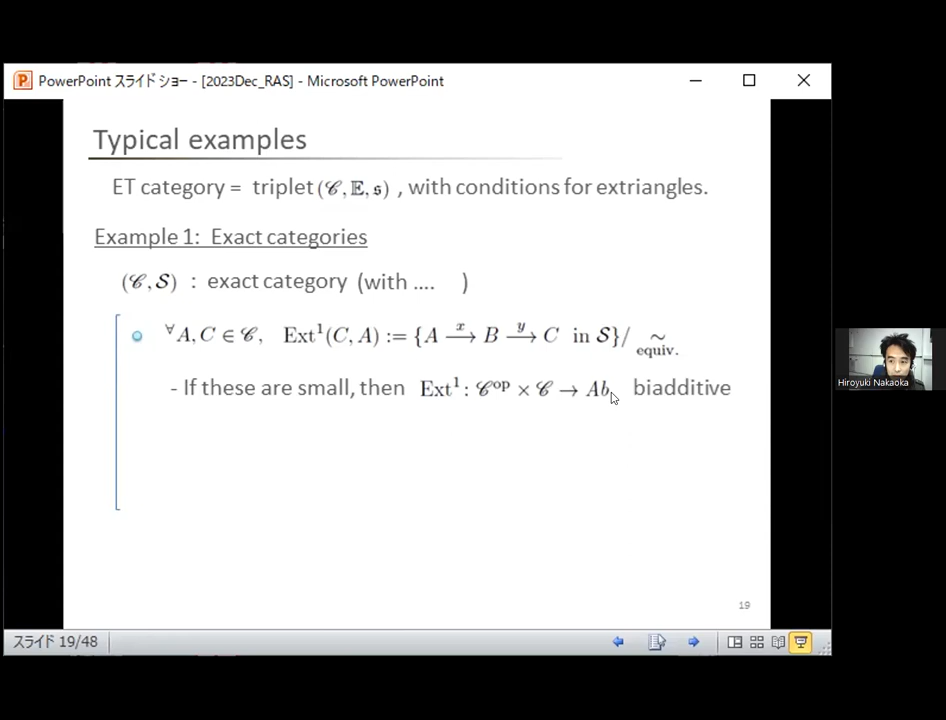 PowerPoint スライド ショー - [2023Dec_RAS] - Microsoft PowerPoint
Typical examples
ET category = triplet (𝒞, 𝔼, 𝔰) , with conditions for extriangles.
Example 1: Exact categories
(𝒞, 𝒮) : exact category (with .... )
∀A, C ∈ 𝒞, Ext¹(C, A) := {A —x→ B —y→ C in 𝒮}/ ∼ equiv.
- If these are small, then Ext¹ : 𝒞ᵒᵖ × 𝒞 → Ab, biadditive
Hiroyuki Nakaoka
19
スライド 19/48